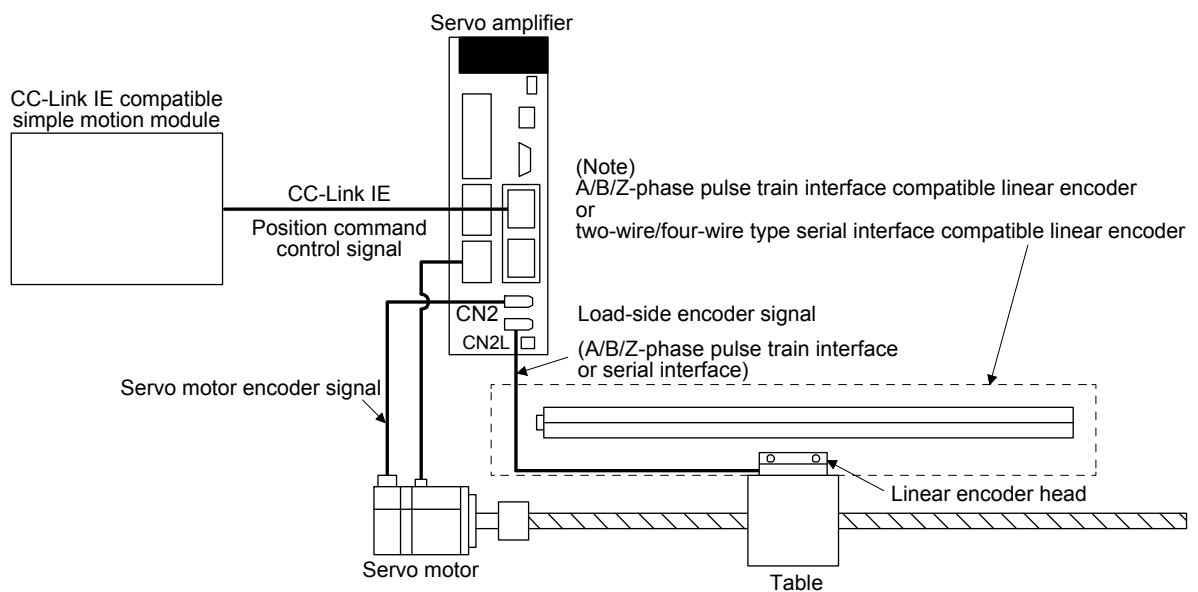 Servo amplifier
CC-Link IE compatible
simple motion module
(Note)
A/B/Z-phase pulse train interface compatible linear encoder
or
two-wire/four-wire type serial interface compatible linear encoder
CC-Link IE
Position command
control signal
CN2
CN2L
Load-side encoder signal
(A/B/Z-phase pulse train interface
or serial interface)
Servo motor encoder signal
Linear encoder head
Servo motor
Table